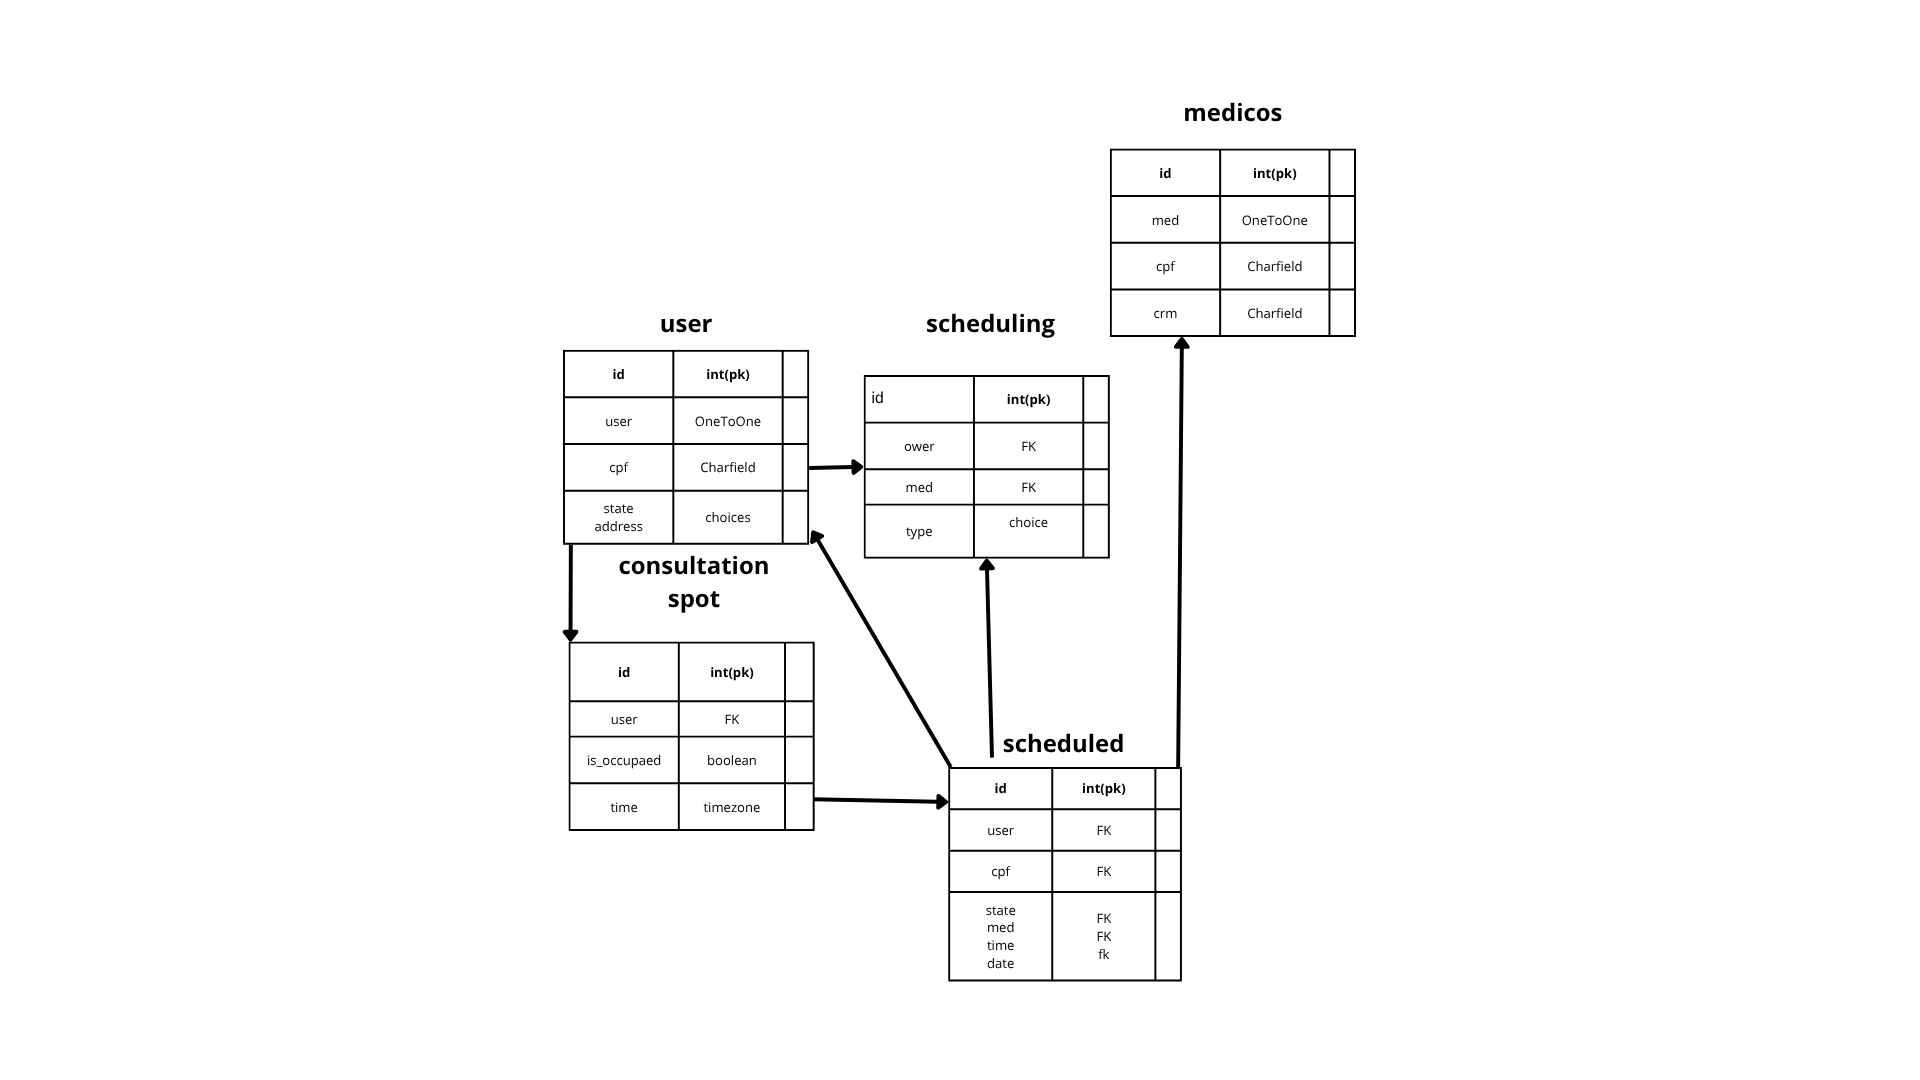 medicos
id int(pk)
med OneToOne
cpf Charfield
crm Charfield
user
id int(pk)
user OneToOne
cpf Charfield
state
address
choices
scheduling
id int(pk)
ower FK
med FK
type choice
consultation
spot
id int(pk)
user FK
is_occupaed boolean
time timezone
scheduled
id int(pk)
user FK
cpf FK
state
med
time
date
FK
FK
fk